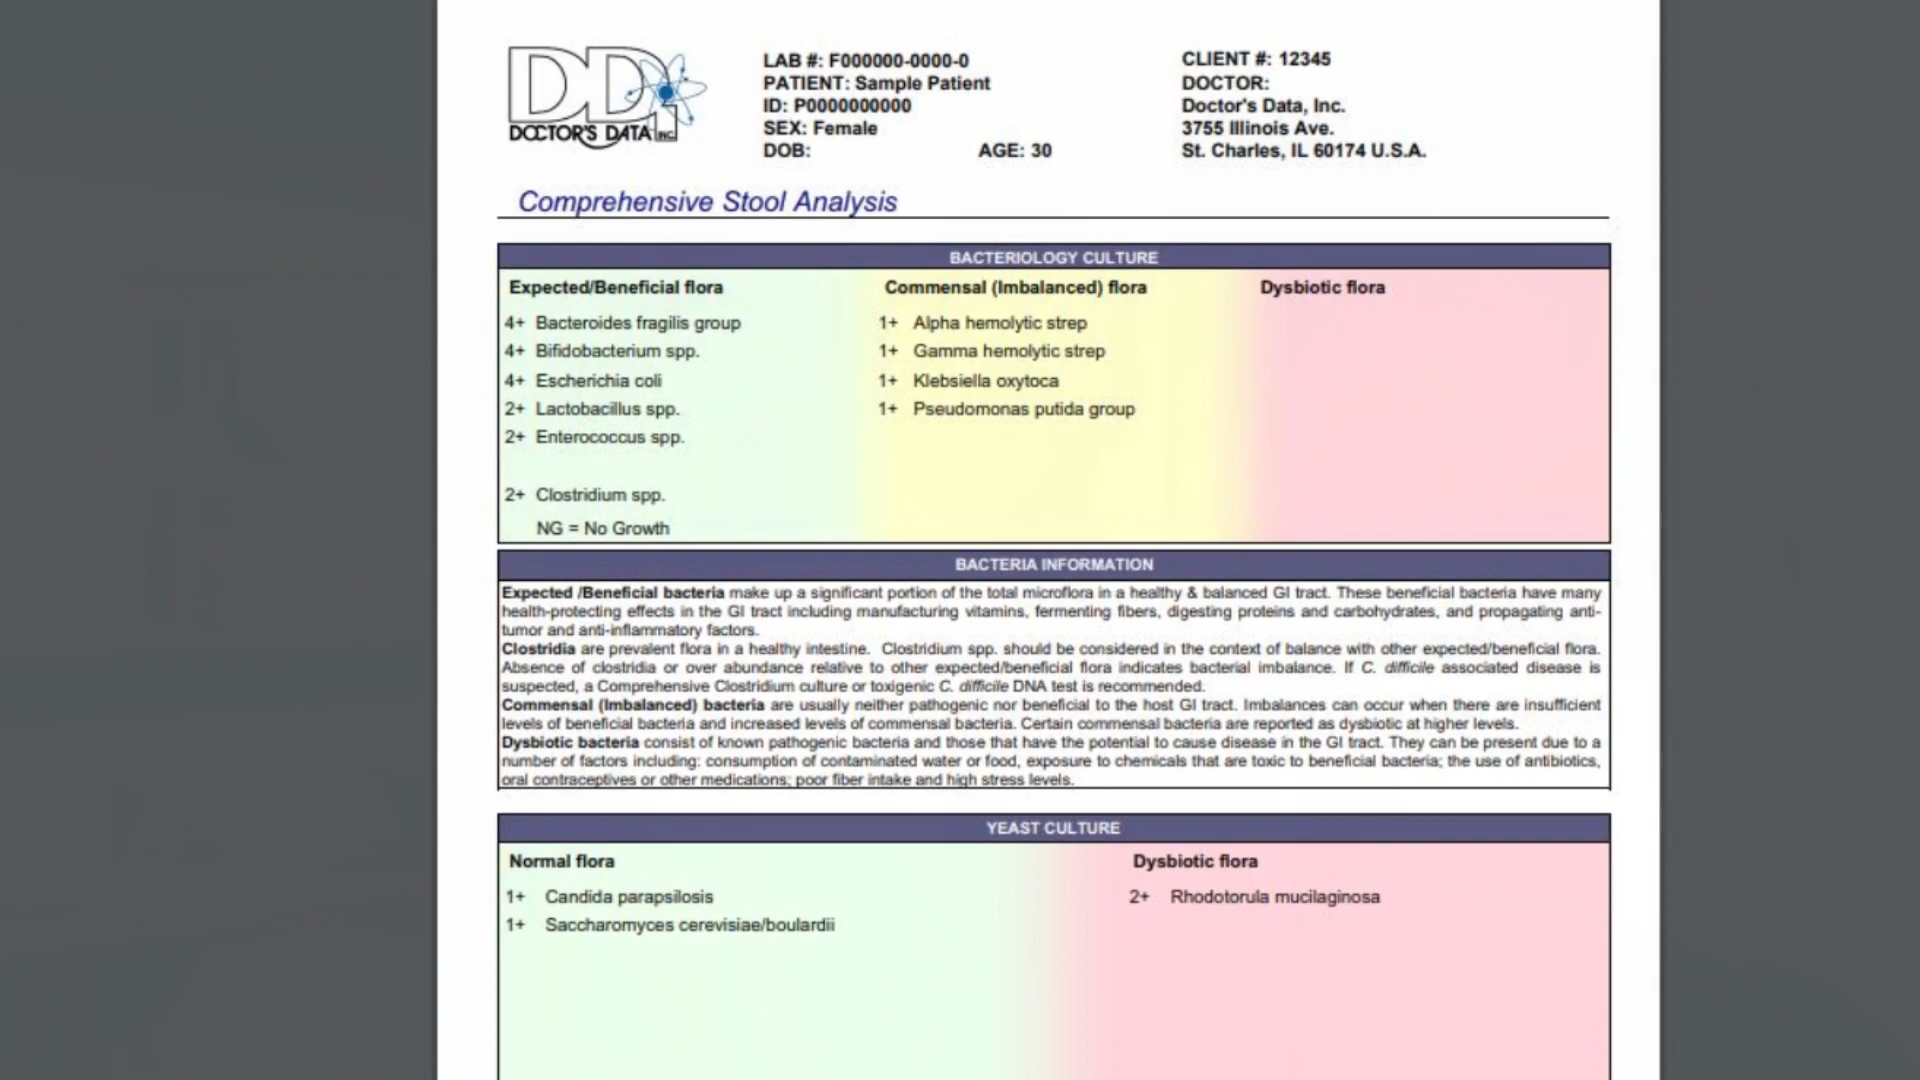 DDI
DOCTOR'S DATA INC.
LAB #: F000000-0000-0
PATIENT: Sample Patient
ID: P0000000000
SEX: Female
DOB: AGE: 30
CLIENT #: 12345
DOCTOR:
Doctor's Data, Inc.
3755 Illinois Ave.
St. Charles, IL 60174 U.S.A.
Comprehensive Stool Analysis
BACTERIOLOGY CULTURE
Expected/Beneficial flora
4+ Bacteroides fragilis group
4+ Bifidobacterium spp.
4+ Escherichia coli
2+ Lactobacillus spp.
2+ Enterococcus spp.
2+ Clostridium spp.
NG = No Growth
Commensal (Imbalanced) flora
1+ Alpha hemolytic strep
1+ Gamma hemolytic strep
1+ Klebsiella oxytoca
1+ Pseudomonas putida group
Dysbiotic flora
BACTERIA INFORMATION
Expected /Beneficial bacteria make up a significant portion of the total microflora in a healthy & balanced GI tract. These beneficial bacteria have many
health-protecting effects in the GI tract including manufacturing vitamins, fermenting fibers, digesting proteins and carbohydrates, and propagating anti-
tumor and anti-inflammatory factors.
Clostridia are prevalent flora in a healthy intestine. Clostridium spp. should be considered in the context of balance with other expected/beneficial flora.
Absence of clostridia or over abundance relative to other expected/beneficial flora indicates bacterial imbalance. If C. difficile associated disease is
suspected, a Comprehensive Clostridium culture or toxigenic C. difficile DNA test is recommended.
Commensal (Imbalanced) bacteria are usually neither pathogenic nor beneficial to the host GI tract. Imbalances can occur when there are insufficient
levels of beneficial bacteria and increased levels of commensal bacteria. Certain commensal bacteria are reported as dysbiotic at higher levels.
Dysbiotic bacteria consist of known pathogenic bacteria and those that have the potential to cause disease in the GI tract. They can be present due to a
number of factors including: consumption of contaminated water or food, exposure to chemicals that are toxic to beneficial bacteria; the use of antibiotics,
oral contraceptives or other medications; poor fiber intake and high stress levels.
YEAST CULTURE
Normal flora
1+ Candida parapsilosis
1+ Saccharomyces cerevisiae/boulardii
Dysbiotic flora
2+ Rhodotorula mucilaginosa